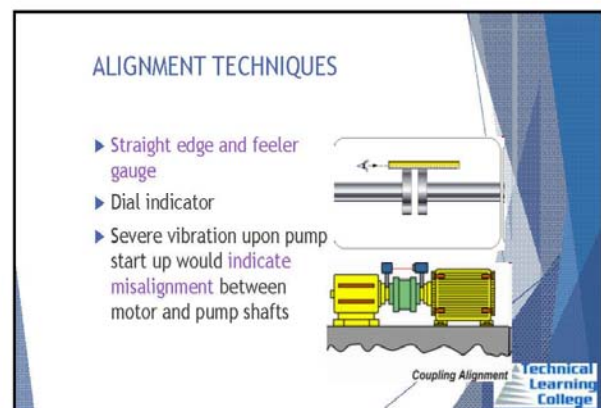 ALIGNMENT TECHNIQUES
Straight edge and feeler
gauge
Dial indicator
Severe vibration upon pump
start up would indicate
misalignment between
motor and pump shafts
Coupling Alignment
Technical
Learning
College